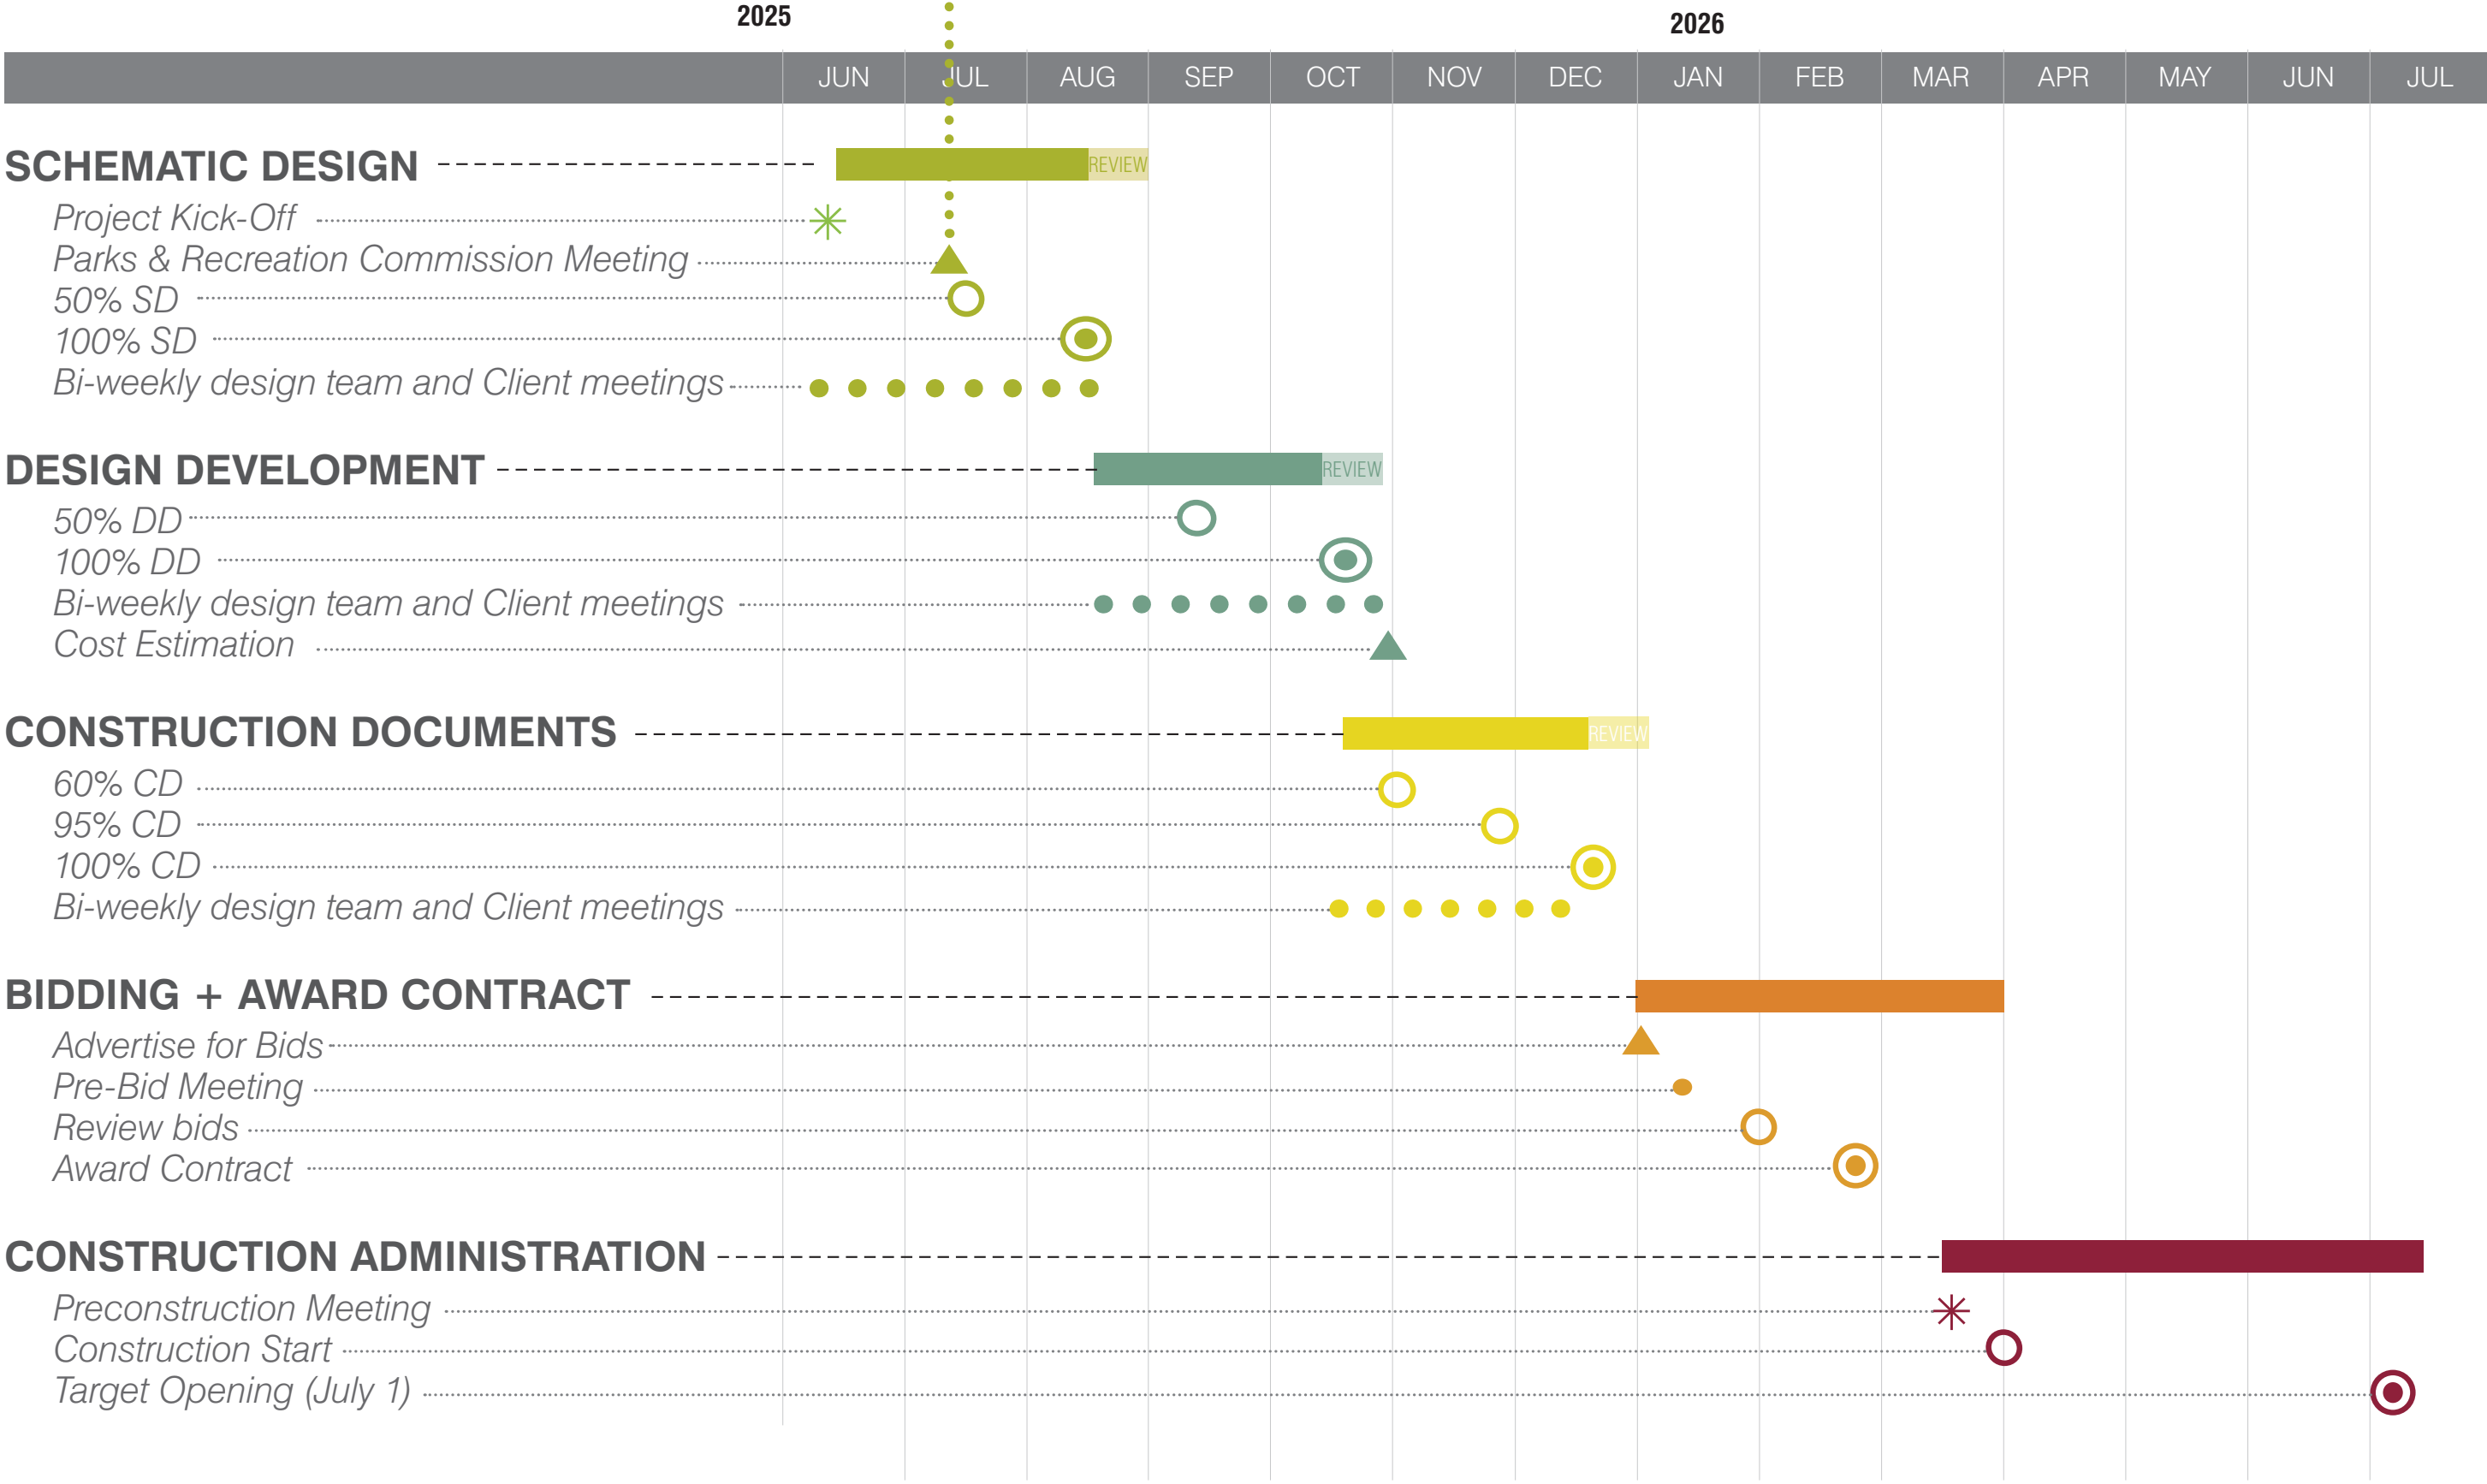 2025 2026
JUN JUL AUG SEP OCT NOV DEC JAN FEB MAR APR MAY JUN JUL
SCHEMATIC DESIGN REVIEW
Project Kick-Off
Parks & Recreation Commission Meeting
50% SD
100% SD
Bi-weekly design team and Client meetings
DESIGN DEVELOPMENT REVIEW
50% DD
100% DD
Bi-weekly design team and Client meetings
Cost Estimation
CONSTRUCTION DOCUMENTS REVIEW
60% CD
95% CD
100% CD
Bi-weekly design team and Client meetings
BIDDING + AWARD CONTRACT
Advertise for Bids
Pre-Bid Meeting
Review bids
Award Contract
CONSTRUCTION ADMINISTRATION
Preconstruction Meeting
Construction Start
Target Opening (July 1)